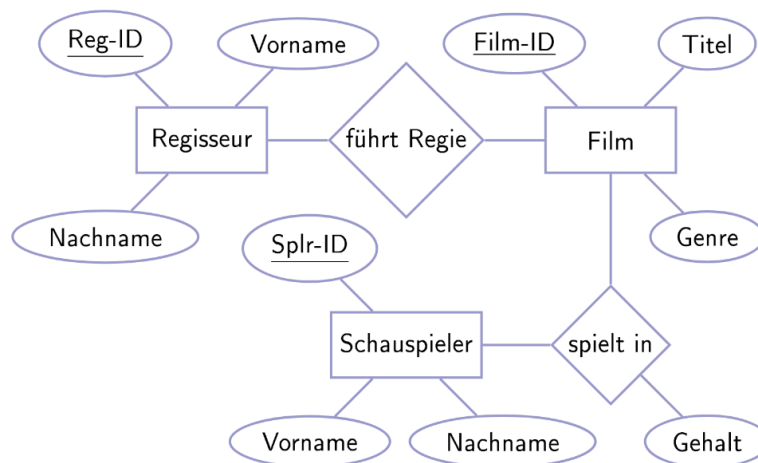 Reg-ID
Vorname
Film-ID
Titel
Regisseur
führt Regie
Film
Nachname
Splr-ID
Genre
Schauspieler
spielt in
Vorname
Nachname
Gehalt